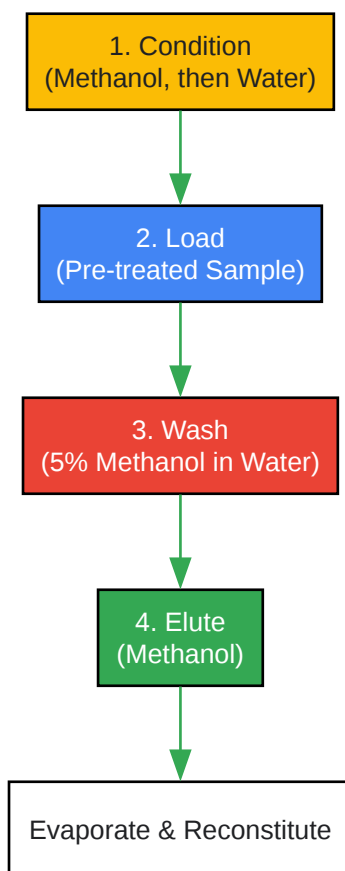 1. Condition
(Methanol, then Water)
2. Load
(Pre-treated Sample)
3. Wash
(5% Methanol in Water)
4. Elute
(Methanol)
Evaporate & Reconstitute